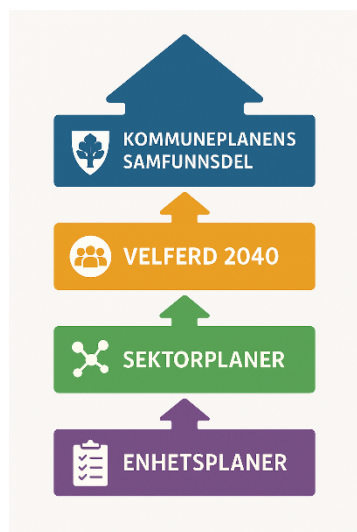 KOMMUNEPLANENS
SAMFUNNSDEL
VELFERD 2040
SEKTORPLANER
ENHETSPLANER